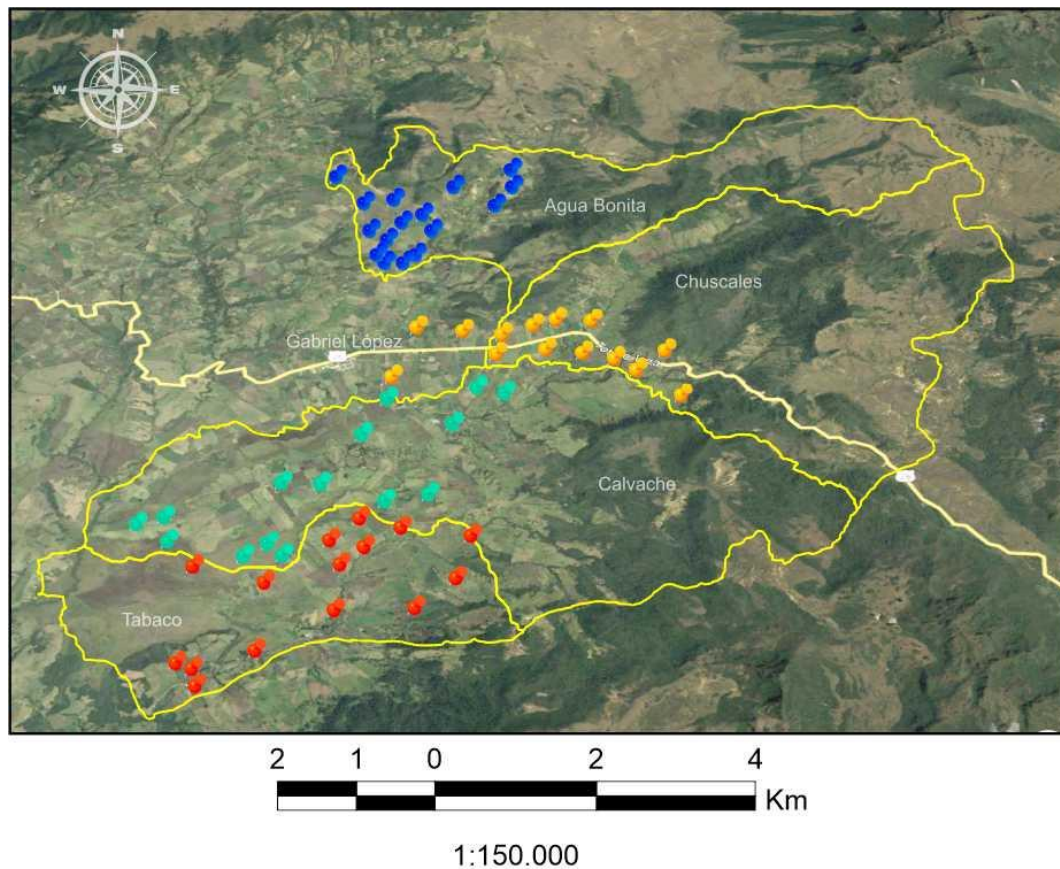 N
W E
S
Agua Bonita
Chuscales
Gabriel López
Calvache
Tabaco
2 1 0 2 4
Km
1:150.000